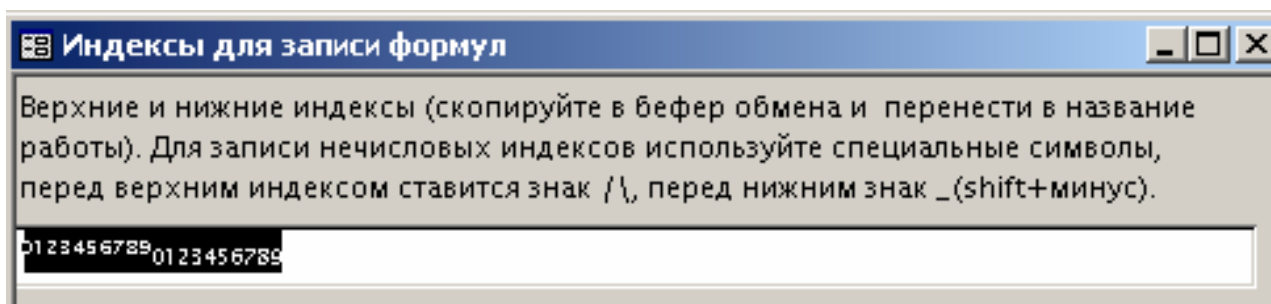 Индексы для записи формул
Верхние и нижние индексы (скопируйте в бефер обмена и перенести в название
работы). Для записи нечисловых индексов используйте специальные символы,
перед верхним индексом ставится знак /\, перед нижним знак _(shift+минус).
⁰¹²³⁴⁵⁶⁷⁸⁹₀₁₂₃₄₅₆₇₈₉